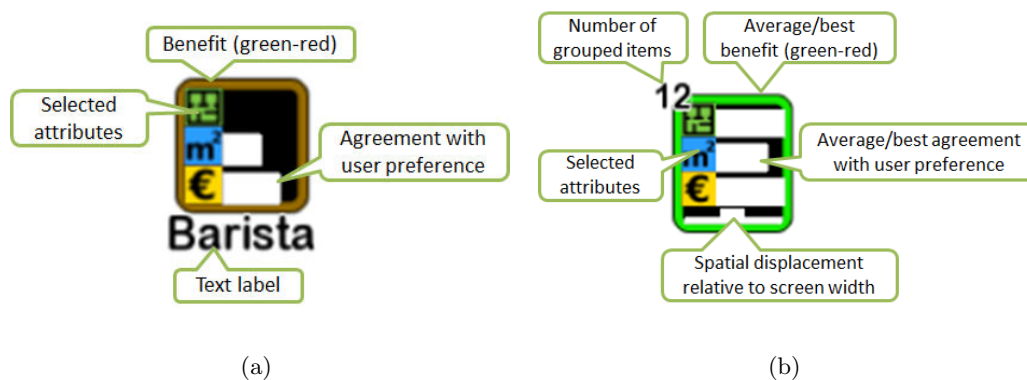 Benefit (green-red)
Selected
attributes
m²
€
Agreement with
user preference
Barista
Text label
(a)
Number of
grouped items
Average/best
benefit (green-red)
12
m²
€
Selected
attributes
Average/best agreement
with user preference
Spatial displacement
relative to screen width
(b)